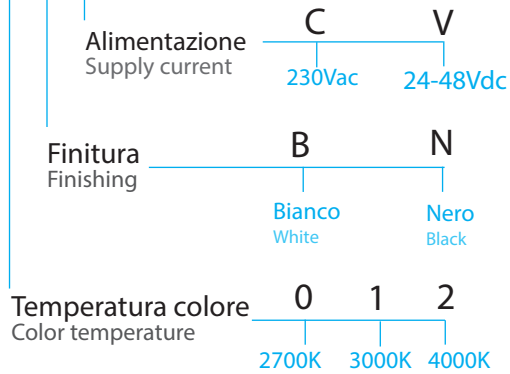 Alimentazione C V
Supply current
230Vac 24-48Vdc
Finitura B N
Finishing
Bianco Nero
White Black
Temperatura colore 0 1 2
Color temperature
2700K 3000K 4000K